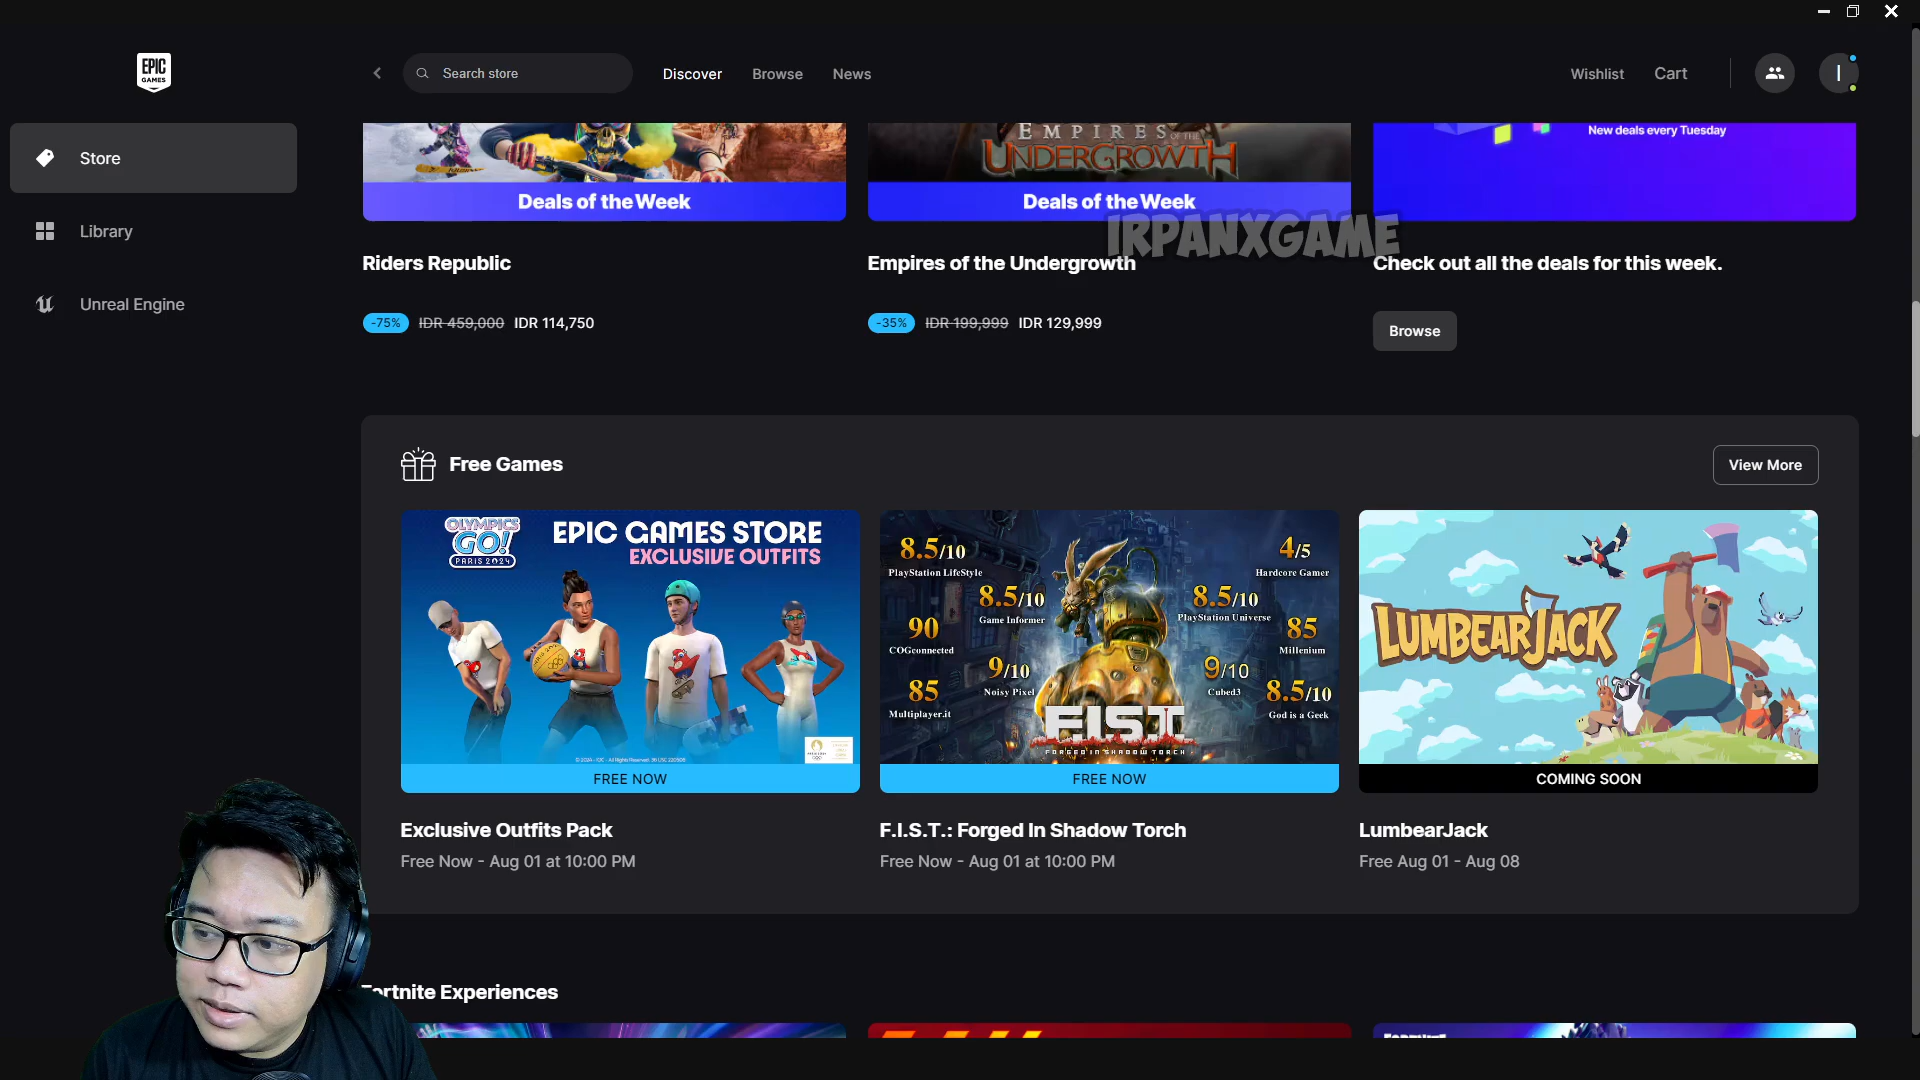 EPIC
GAMES
Search store
Discover
Browse
News
Wishlist
Cart
Store
Library
Unreal Engine
Deals of the Week
EMPIRES OF THE
UNDERGROWTH
Deals of the Week
New deals every Tuesday
IRPANXGAME
Riders Republic
-75% IDR 459,000 IDR 114,750
Empires of the Undergrowth
-35% IDR 199,999 IDR 129,999
Check out all the deals for this week.
Browse
Free Games
View More
OLYMPICS
GO!
PARIS 2024
EPIC GAMES STORE
EXCLUSIVE OUTFITS
FREE NOW
Exclusive Outfits Pack
Free Now - Aug 01 at 10:00 PM
8.5/10
PlayStation LifeStyle
8.5/10
Game Informer
90
COGconnected
9/10
Noisy Pixel
85
Multiplayer.it
4/5
Hardcore Gamer
8.5/10
PlayStation Universe
85
Millenium
9/10
Cubed3
8.5/10
God is a Geek
F.I.S.T.
FORGED IN SHADOW TORCH
FREE NOW
F.I.S.T.: Forged In Shadow Torch
Free Now - Aug 01 at 10:00 PM
LUMBEARJACK
COMING SOON
LumbearJack
Free Aug 01 - Aug 08
Fortnite Experiences